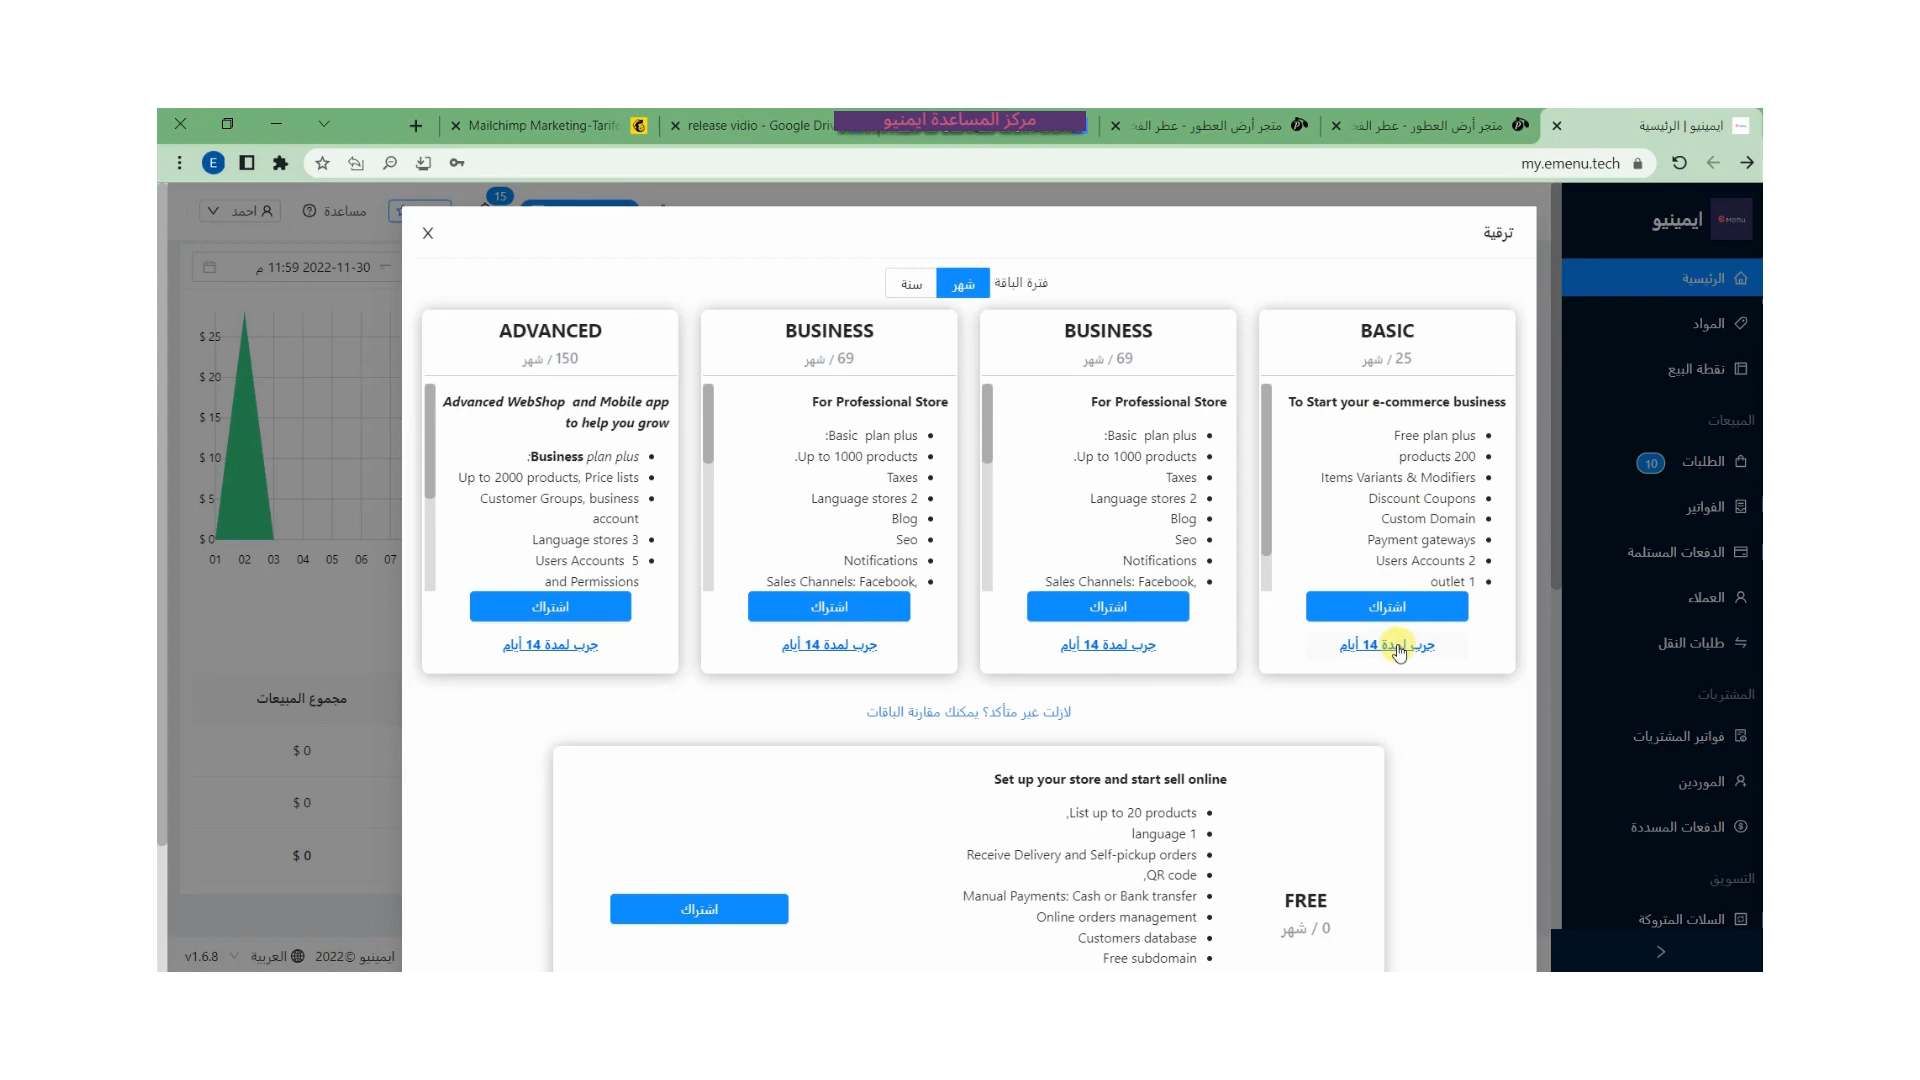 ايمينيو | الرئيسية
متجر أرض العطور - عطر الفخ
متجر أرض العطور - عطر الفخ
مركز المساعدة ايمنيو
release vidio - Google Driv
Mailchimp Marketing-Tarife
my.emenu.tech
E
ايمينيو
eMenu
15
مساعدة
احمد
الرئيسية
المواد
نقطة البيع
المبيعات
الطلبات
10
الفواتير
الدفعات المستلمة
العملاء
طلبات النقل
المشتريات
فواتير المشتريات
الموردين
الدفعات المسددة
التسويق
السلات المتروكة
2022-11-30 11:59 م
$ 25
$ 20
$ 15
$ 10
$ 5
$ 0
01 02 03 04 05 06 07
مجموع المبيعات
$ 0
$ 0
$ 0
ترقية
فترة الباقة
شهر
سنة
BASIC
25 / شهر
To Start your e-commerce business
Free plan plus
products 200
Items Variants & Modifiers
Discount Coupons
Custom Domain
Payment gateways
Users Accounts 2
outlet 1
اشتراك
جرب لمدة 14 أيام
BUSINESS
69 / شهر
For Professional Store
:Basic plan plus
.Up to 1000 products
Taxes
Language stores 2
Blog
Seo
Notifications
Sales Channels: Facebook,
اشتراك
جرب لمدة 14 أيام
BUSINESS
69 / شهر
For Professional Store
:Basic plan plus
.Up to 1000 products
Taxes
Language stores 2
Blog
Seo
Notifications
Sales Channels: Facebook,
اشتراك
جرب لمدة 14 أيام
ADVANCED
150 / شهر
Advanced WebShop and Mobile app
to help you grow
:Business plan plus
Up to 2000 products, Price lists
Customer Groups, business
account
Language stores 3
Users Accounts 5
and Permissions
اشتراك
جرب لمدة 14 أيام
لازلت غير متأكد؟ يمكنك مقارنة الباقات
FREE
0 / شهر
Set up your store and start sell online
,List up to 20 products
language 1
Receive Delivery and Self-pickup orders
,QR code
Manual Payments: Cash or Bank transfer
Online orders management
Customers database
Free subdomain
اشتراك
ايمينيو ©2022
العربية
v1.6.8